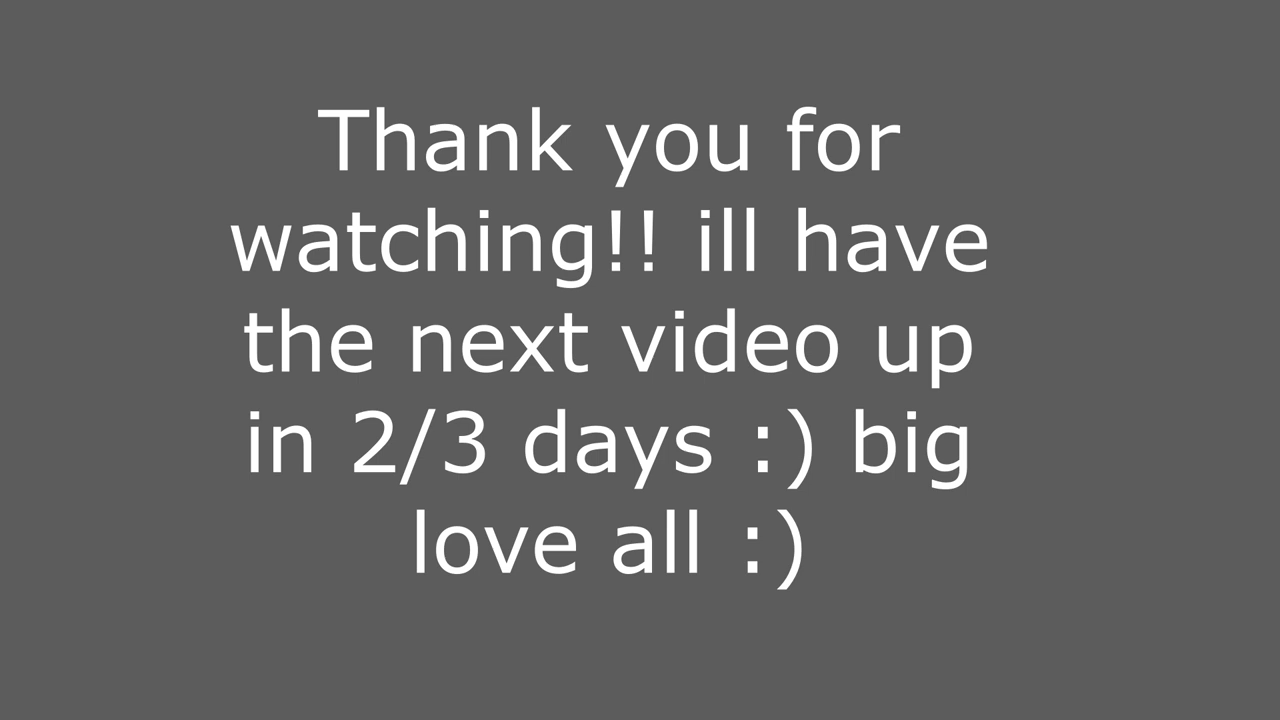 Thank you for
watching!! ill have
the next video up
in 2/3 days :) big
love all :)